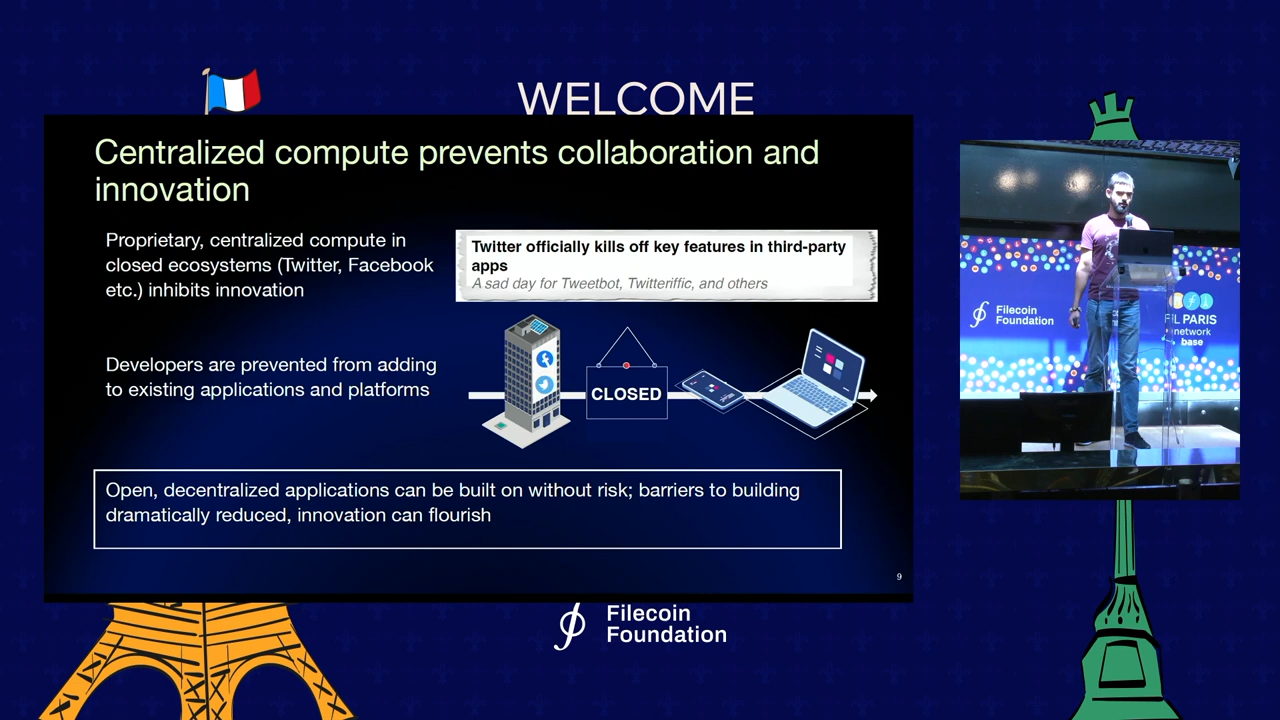 WELCOME
Centralized compute prevents collaboration and
innovation
Proprietary, centralized compute in
closed ecosystems (Twitter, Facebook
etc.) inhibits innovation
Twitter officially kills off key features in third-party
apps
A sad day for Tweetbot, Twitteriffic, and others
Developers are prevented from adding
to existing applications and platforms
CLOSED
Open, decentralized applications can be built on without risk; barriers to building
dramatically reduced, innovation can flourish
9
Filecoin
Foundation
Filecoin
Foundation
FIL PARIS
network
base